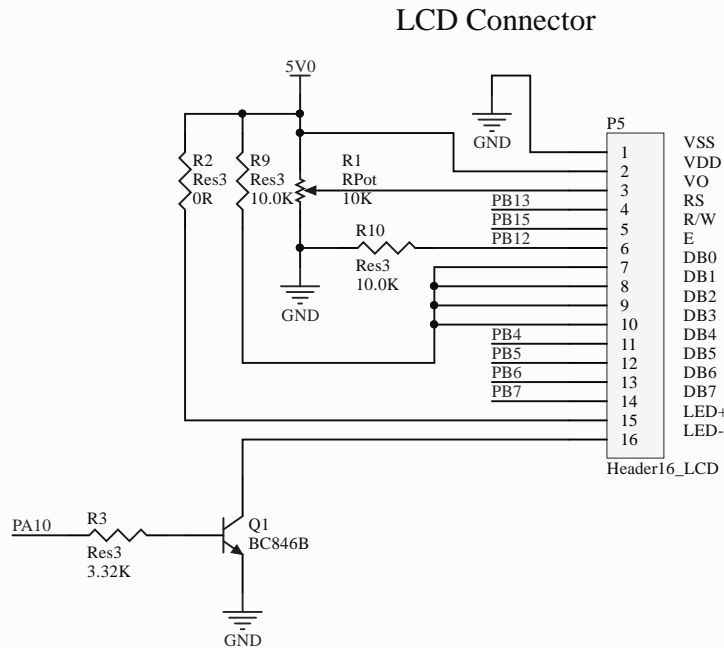 LCD Connector
5V0
GND
P5
R2
Res3
0R
R9
Res3
10.0K
R1
RPot
10K
R10
Res3
10.0K
GND
PB13
PB15
PB12
PB4
PB5
PB6
PB7
1
2
3
4
5
6
7
8
9
10
11
12
13
14
15
16
VSS
VDD
VO
RS
R/W
E
DB0
DB1
DB2
DB3
DB4
DB5
DB6
DB7
LED+
LED-
Header16_LCD
PA10
R3
Res3
3.32K
Q1
BC846B
GND